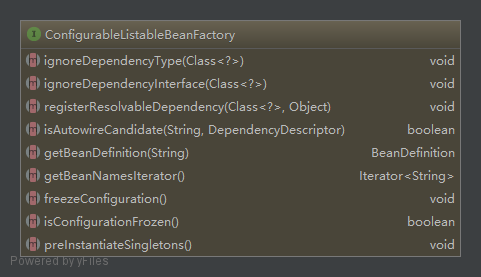 I ConfigurableListableBeanFactory
m ignoreDependencyType(Class<?>) void
m ignoreDependencyInterface(Class<?>) void
m registerResolvableDependency(Class<?>, Object) void
m isAutowireCandidate(String, DependencyDescriptor) boolean
m getBeanDefinition(String) BeanDefinition
m getBeanNamesIterator() Iterator<String>
m freezeConfiguration() void
m isConfigurationFrozen() boolean
m preInstantiateSingletons() void
Powered by yFiles